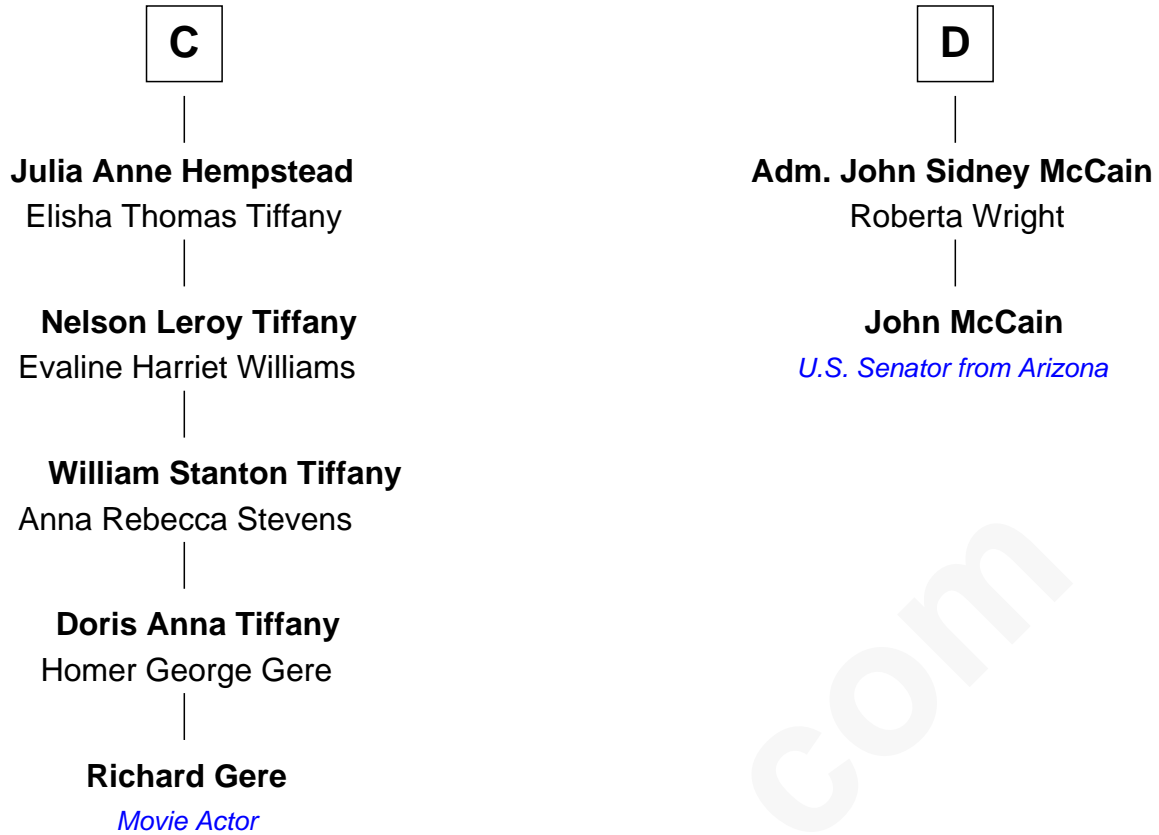 C
Julia Anne Hempstead
Elisha Thomas Tiffany
Nelson Leroy Tiffany
Evaline Harriet Williams
William Stanton Tiffany
Anna Rebecca Stevens
Doris Anna Tiffany
Homer George Gere
Richard Gere
Movie Actor
D
Adm. John Sidney McCain
Roberta Wright
John McCain
U.S. Senator from Arizona
com